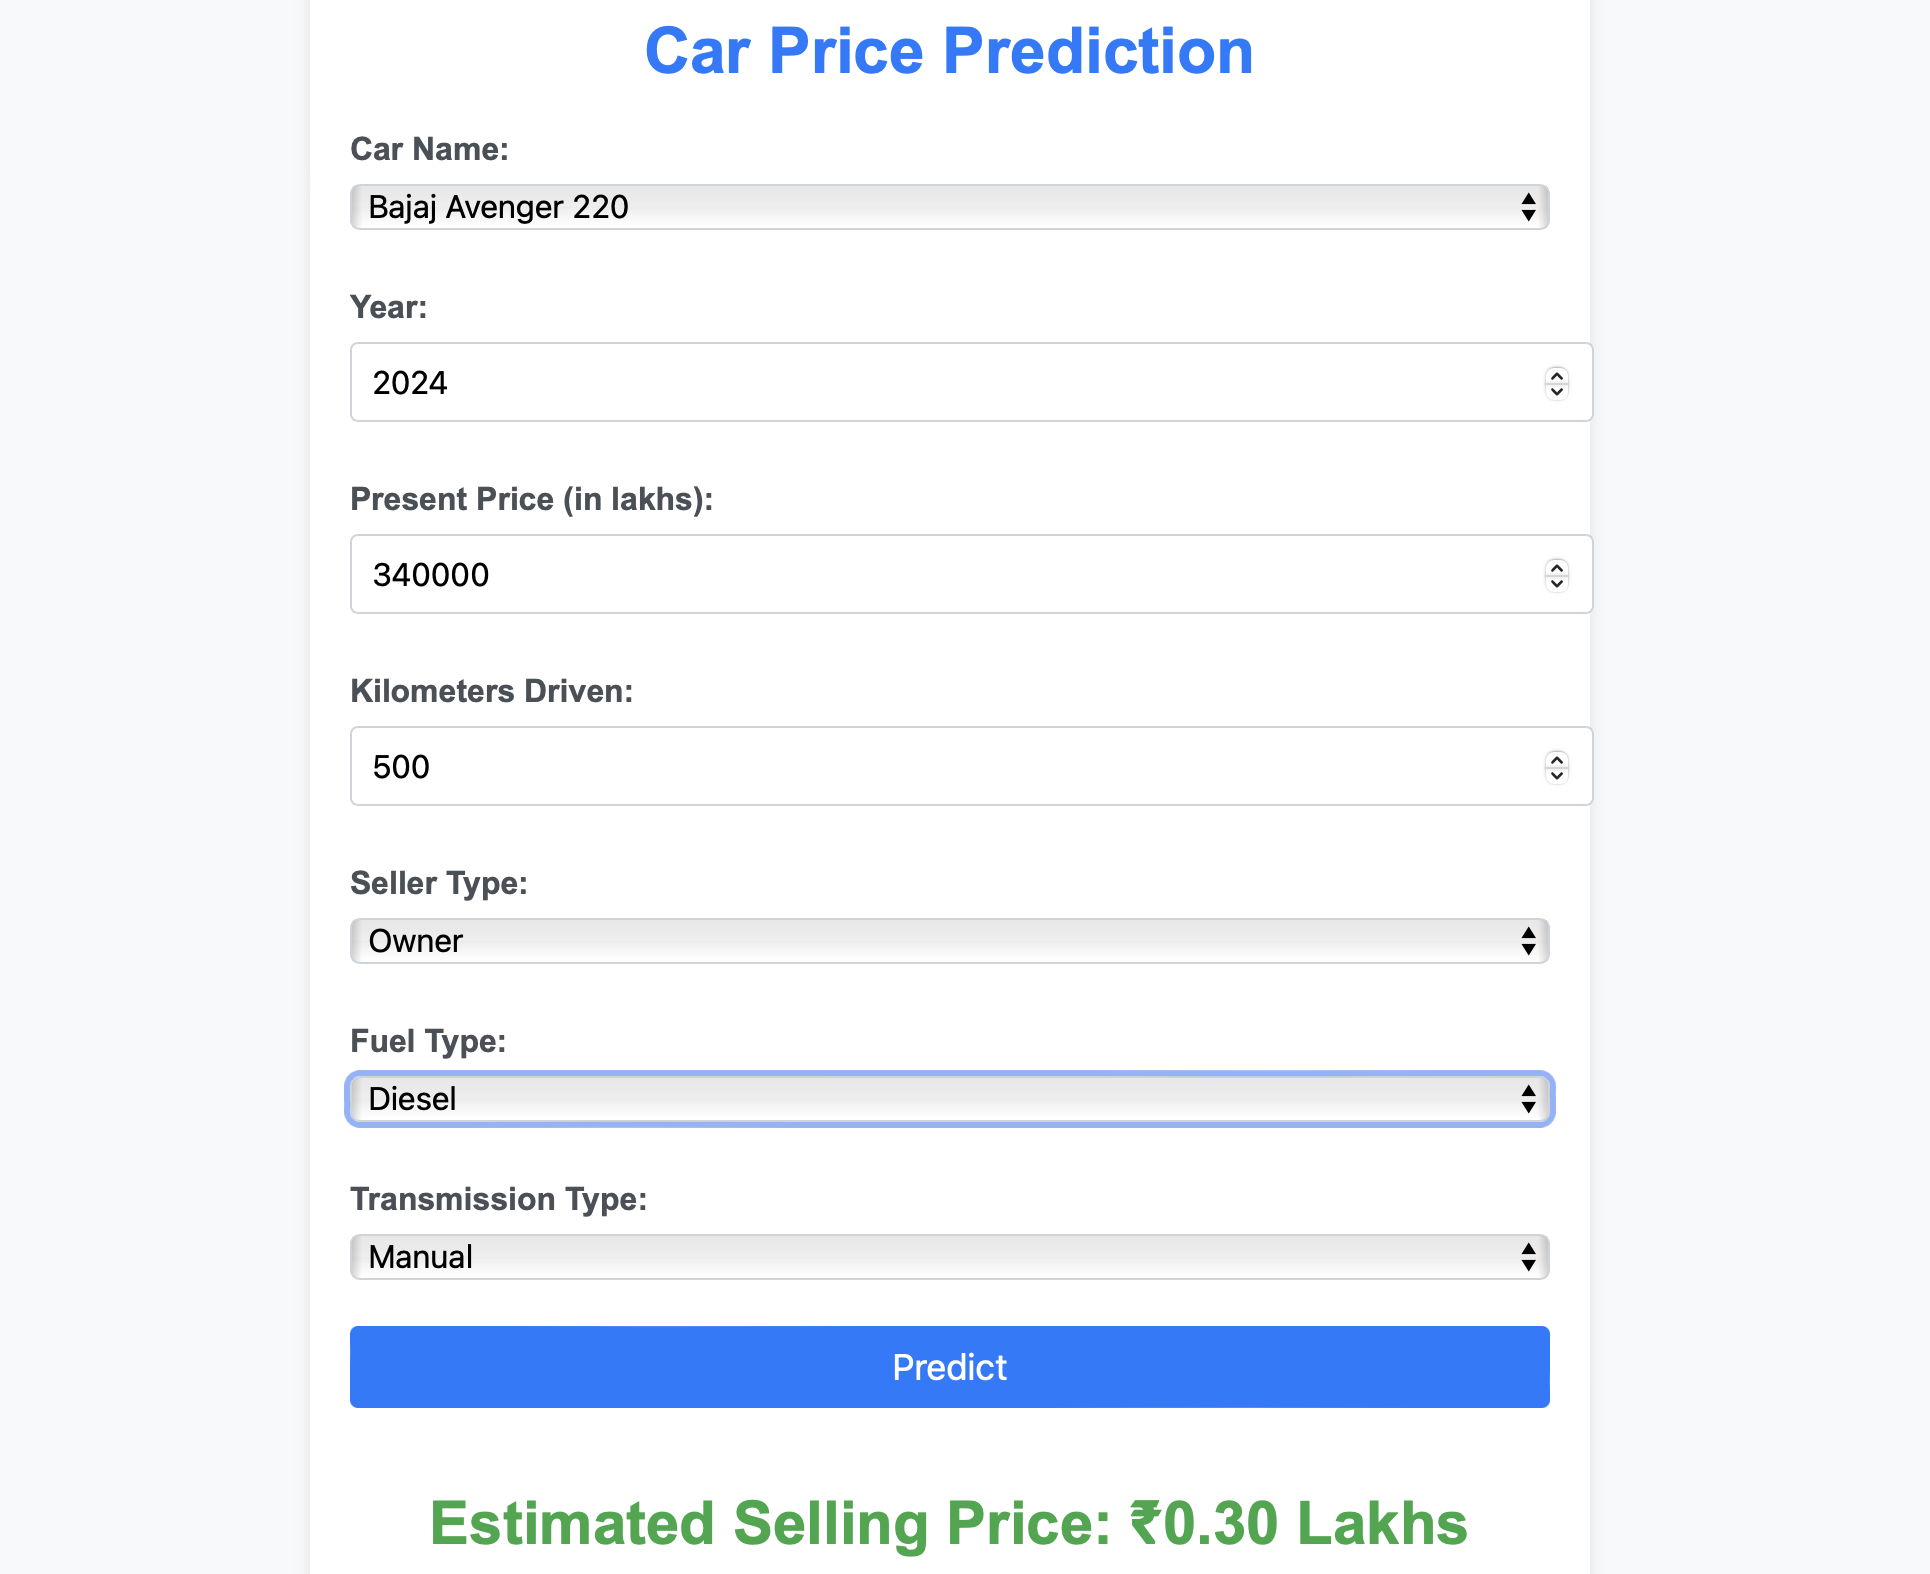 Car Price Prediction
Car Name:
Bajaj Avenger 220
Year:
2024
Present Price (in lakhs):
340000
Kilometers Driven:
500
Seller Type:
Owner
Fuel Type:
Diesel
Transmission Type:
Manual
Predict
Estimated Selling Price: ₹0.30 Lakhs